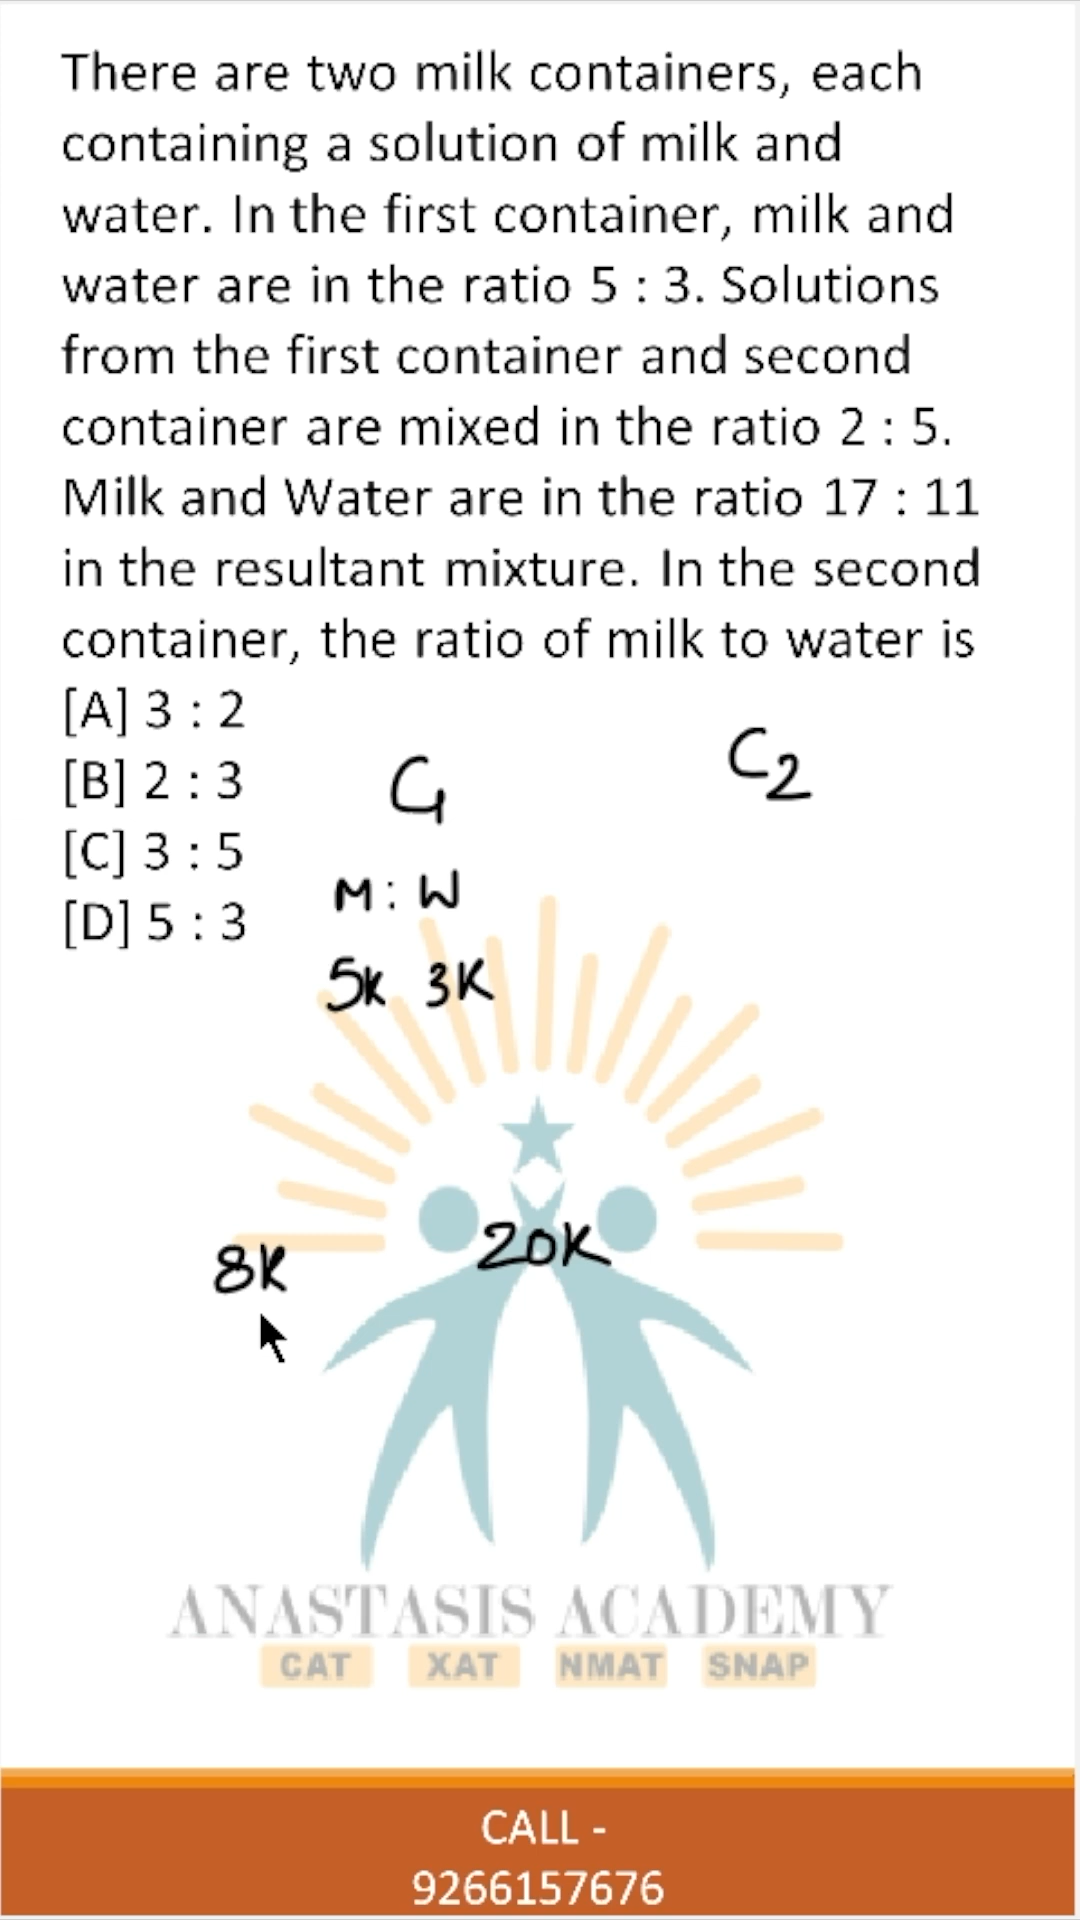 There are two milk containers, each
containing a solution of milk and
water. In the first container, milk and
water are in the ratio 5 : 3. Solutions
from the first container and second
container are mixed in the ratio 2 : 5.
Milk and Water are in the ratio 17 : 11
in the resultant mixture. In the second
container, the ratio of milk to water is
[A] 3 : 2
[B] 2 : 3
[C] 3 : 5
[D] 5 : 3
C1 C2
M : W
5K 3K
8K 20K
ANASTASIS ACADEMY
CAT XAT NMAT SNAP
CALL -
9266157676